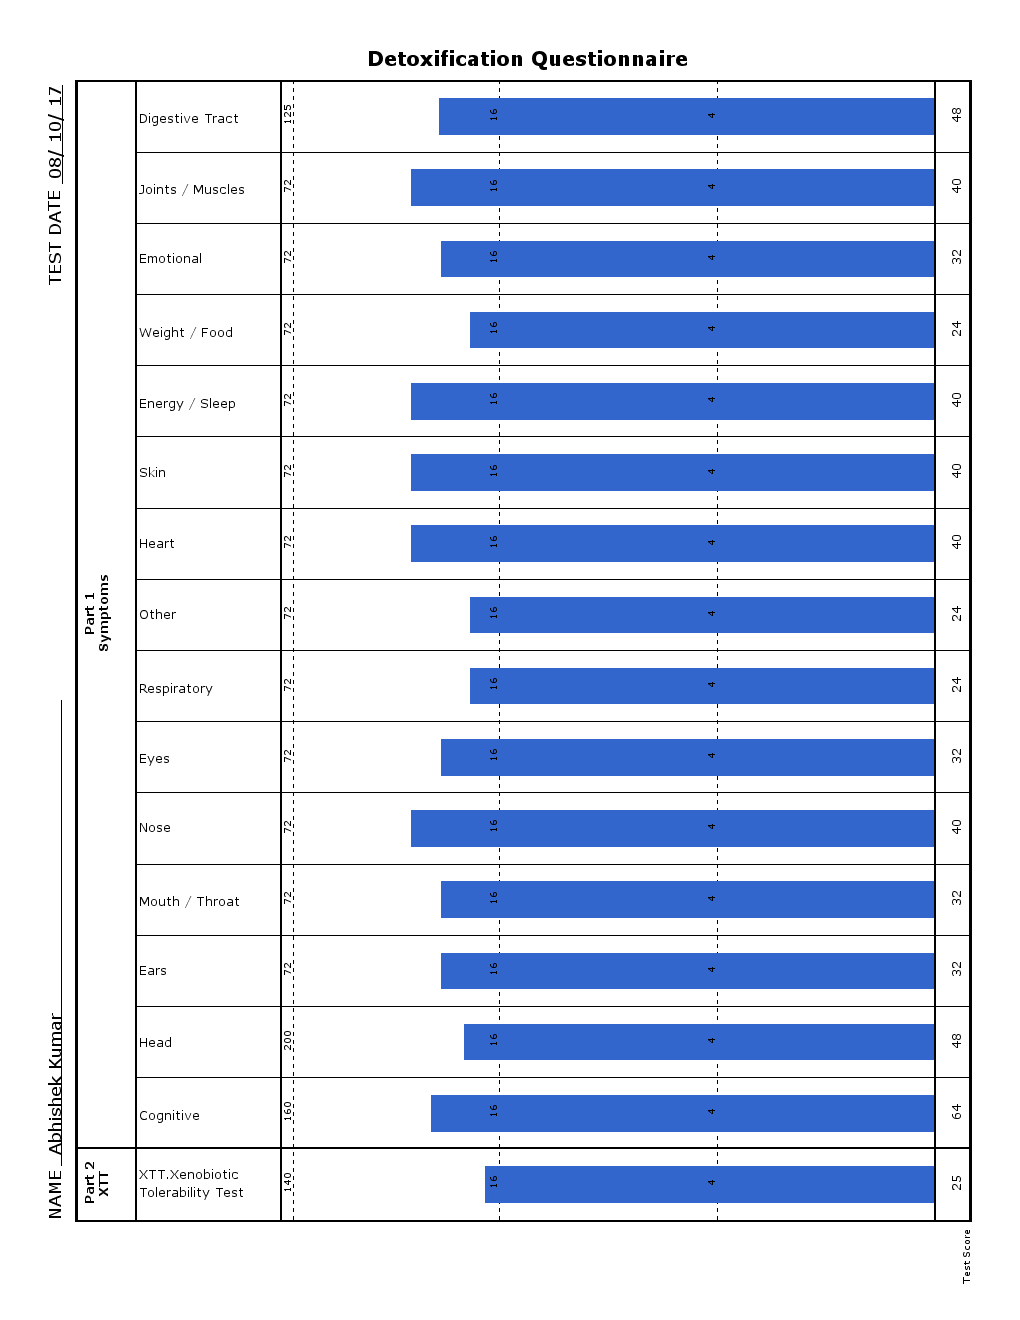 Detoxification Questionnaire
TEST DATE 08/ 10/ 17
NAME Abhishek Kumar
Part 1
Symptoms
Digestive Tract 125 16 4 48
Joints / Muscles 72 16 4 40
Emotional 72 16 4 32
Weight / Food 72 16 4 24
Energy / Sleep 72 16 4 40
Skin 72 16 4 40
Heart 72 16 4 40
Other 72 16 4 24
Respiratory 72 16 4 24
Eyes 72 16 4 32
Nose 72 16 4 40
Mouth / Throat 72 16 4 32
Ears 72 16 4 32
Head 200 16 4 48
Cognitive 160 16 4 64
Part 2
XTT
XTT.Xenobiotic
Tolerability Test 140 16 4 25
Test Score